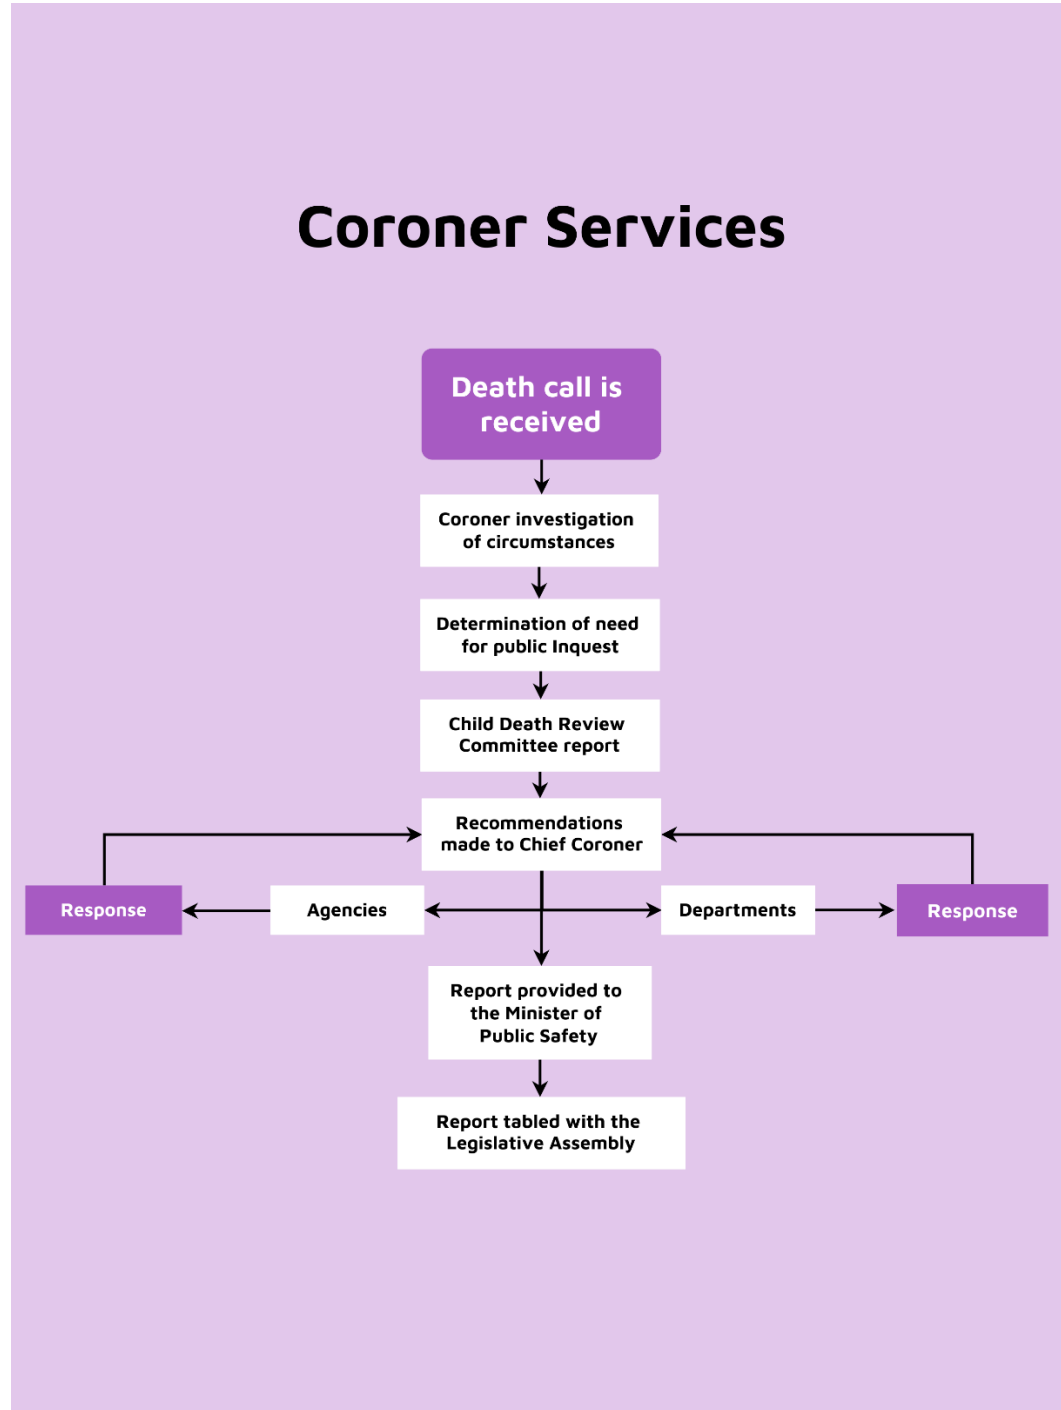 Coroner Services
Death call is
received
Coroner investigation
of circumstances
Determination of need
for public Inquest
Child Death Review
Committee report
Recommendations
made to Chief Coroner
Response
Agencies
Departments
Response
Report provided to
the Minister of
Public Safety
Report tabled with the
Legislative Assembly